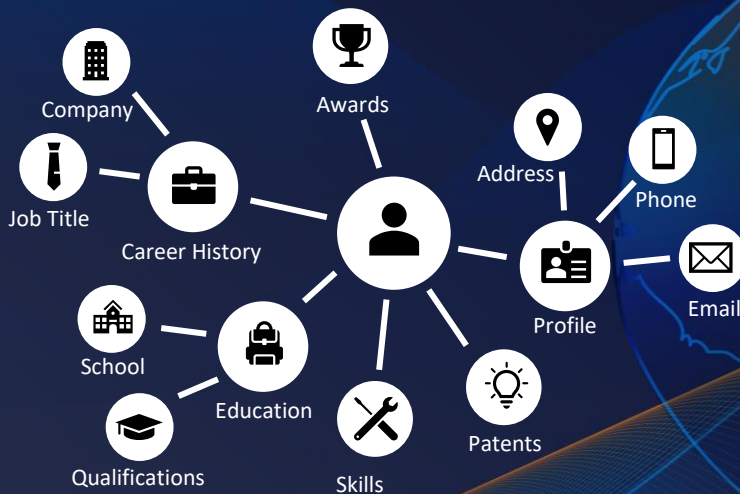 Company
Awards
Job Title
Address
Phone
Career History
Email
Profile
School
Education
Patents
Qualifications
Skills